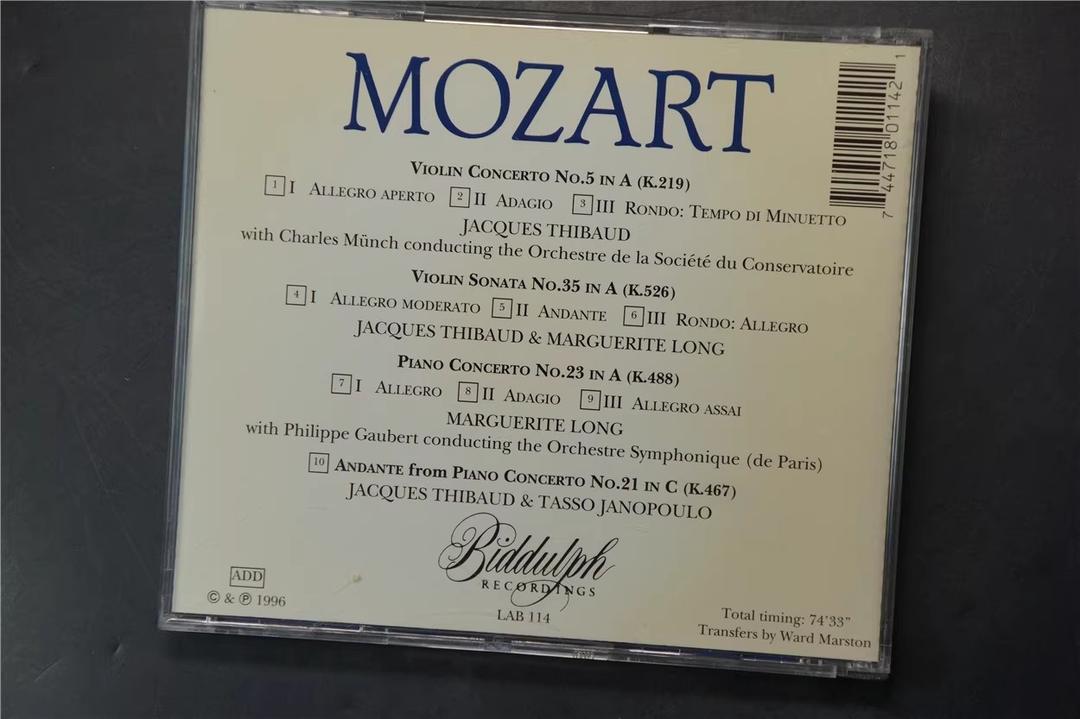 MOZART
7 44718 01142 1
VIOLIN CONCERTO NO.5 IN A (K.219)
1 I ALLEGRO APERTO 2 II ADAGIO 3 III RONDO: TEMPO DI MINUETTO
JACQUES THIBAUD
with Charles Münch conducting the Orchestre de la Société du Conservatoire
VIOLIN SONATA NO.35 IN A (K.526)
4 I ALLEGRO MODERATO 5 II ANDANTE 6 III RONDO: ALLEGRO
JACQUES THIBAUD & MARGUERITE LONG
PIANO CONCERTO NO.23 IN A (K.488)
7 I ALLEGRO 8 II ADAGIO 9 III ALLEGRO ASSAI
MARGUERITE LONG
with Philippe Gaubert conducting the Orchestre Symphonique (de Paris)
10 ANDANTE from PIANO CONCERTO NO.21 IN C (K.467)
JACQUES THIBAUD & TASSO JANOPOULO
Biddulph
RECORDINGS
LAB 114
ADD
© & ℗ 1996
Total timing: 74'33"
Transfers by Ward Marston